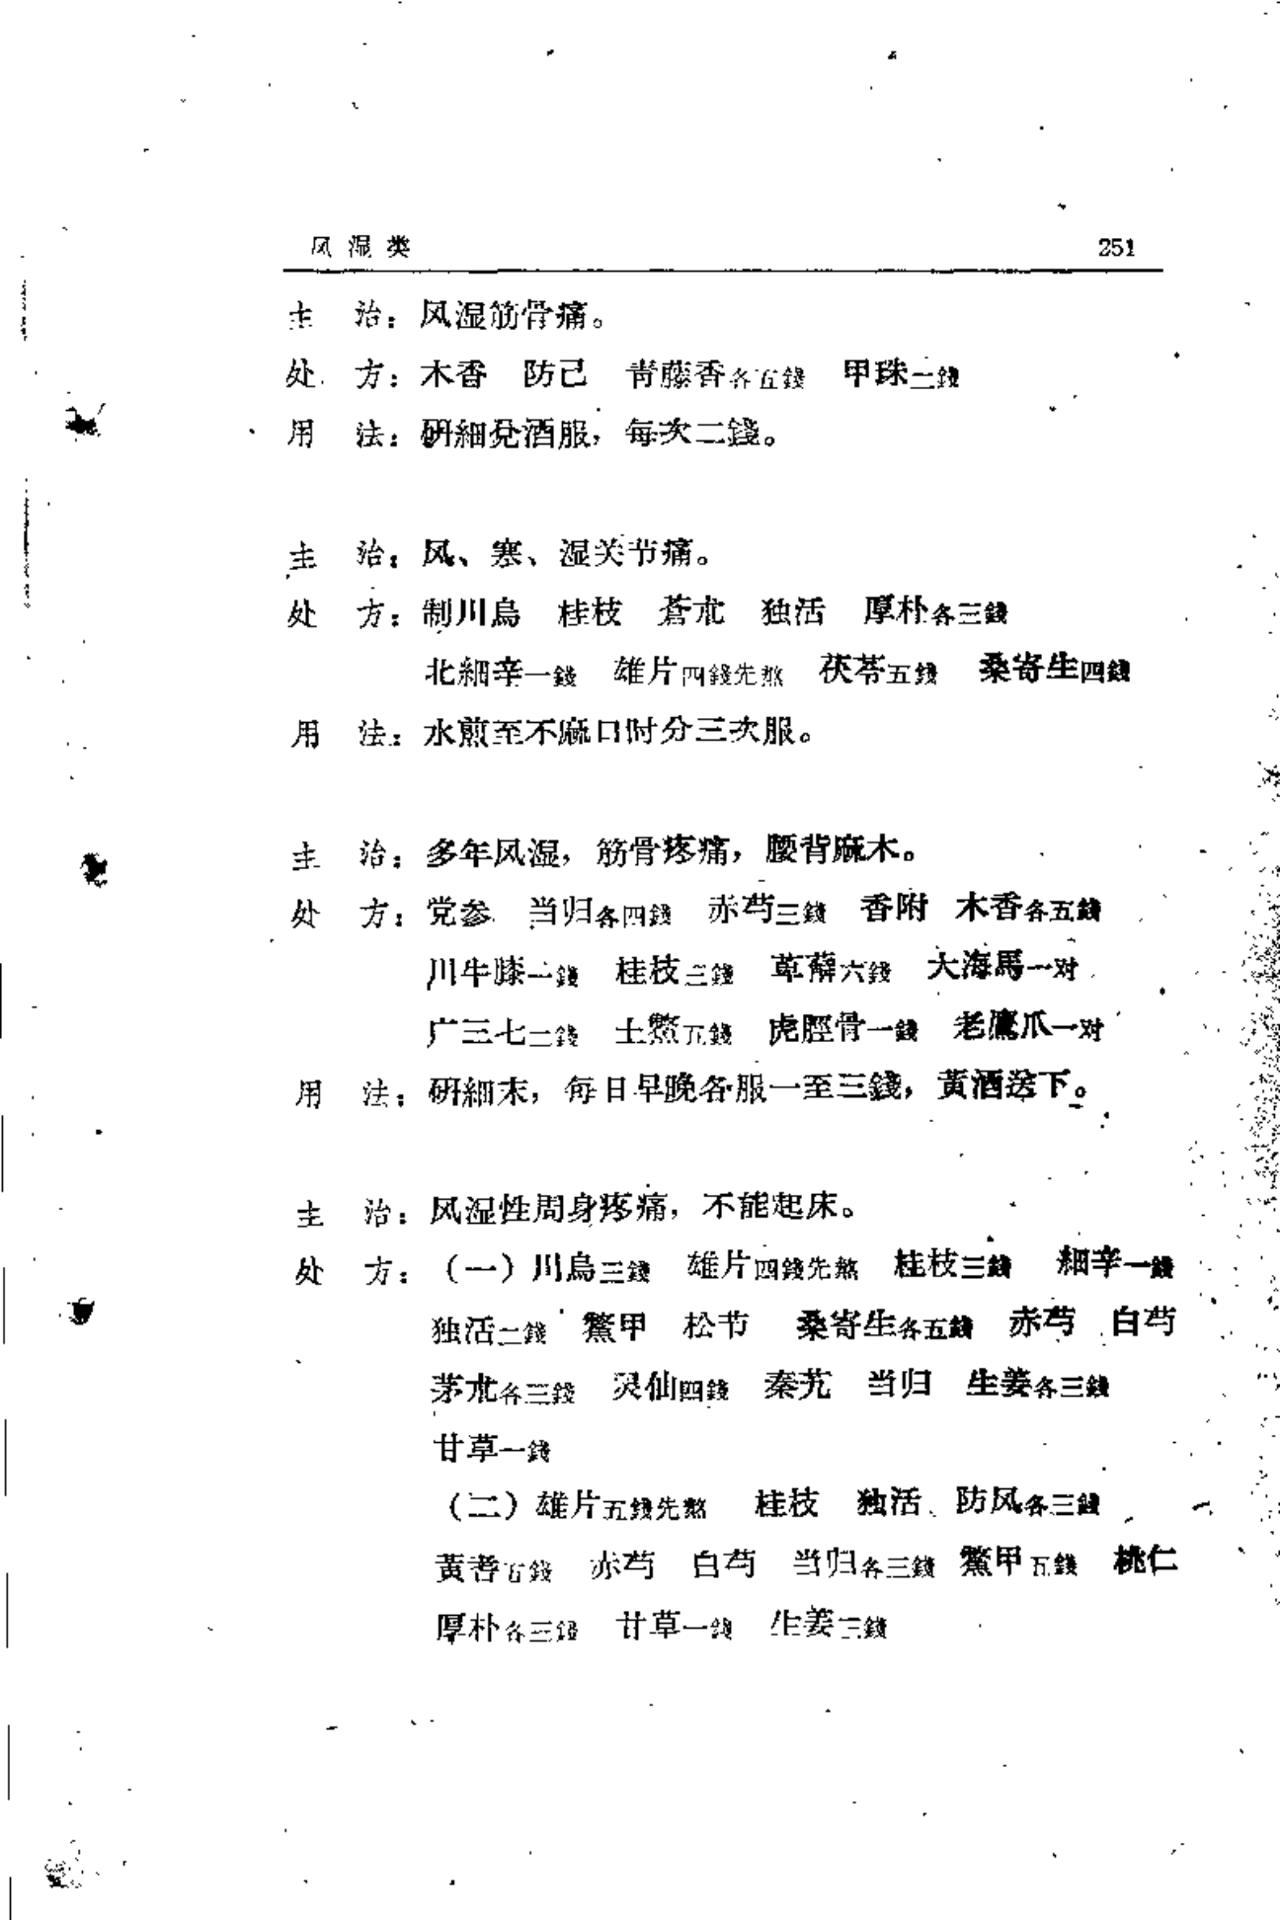 风湿类 251
主 治：风湿筋骨痛。
处 方：木香 防己 青藤香各五錢 甲珠二錢
用 法：研細兑酒服，每次二錢。
主 治：风、寒、湿关节痛。
处 方：制川烏 桂枝 蒼朮 独活 厚朴各三錢
北細辛一錢 雄片四錢先熬 茯苓五錢 桑寄生四錢
用 法：水煎至不麻口时分三次服。
主 治：多年风湿，筋骨疼痛，腰背麻木。
处 方：党参 当归各四錢 赤芍三錢 香附 木香各五錢
川牛膝一錢 桂枝三錢 萆薢六錢 大海馬一对
广三七二錢 土鱉五錢 虎脛骨一錢 老鷹爪一对
用 法：研細末，每日早晚各服一至三錢，黃酒送下。
主 治：风湿性周身疼痛，不能起床。
处 方：（一）川烏三錢 雄片四錢先熬 桂枝三錢 細辛一錢
独活二錢 鱉甲 松节 桑寄生各五錢 赤芍 白芍
茅朮各三錢 灵仙四錢 秦艽 当归 生姜各三錢
甘草一錢
（二）雄片五錢先熬 桂枝 独活 防风各三錢
黃耆五錢 赤芍 白芍 当归各三錢 鱉甲五錢 桃仁
厚朴各三錢 甘草一錢 生姜三錢